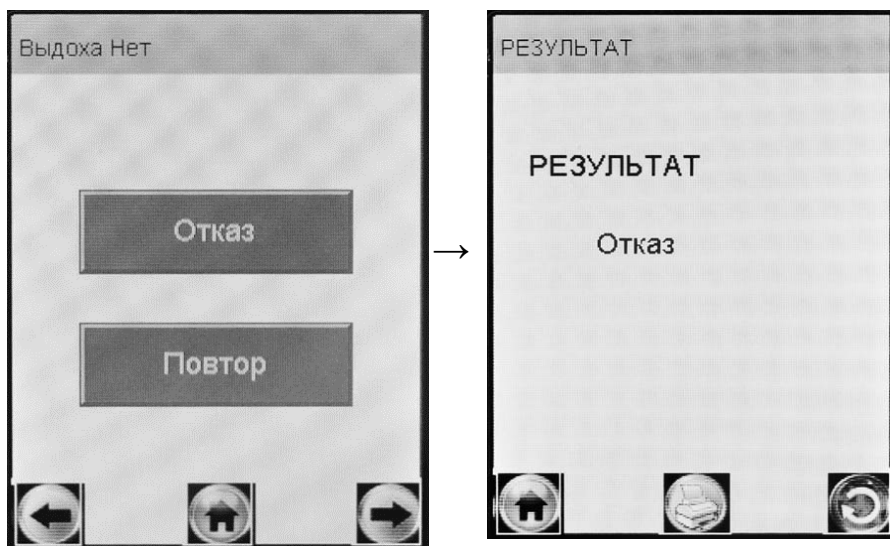 Выдоха Нет
Отказ
Повтор
→
РЕЗУЛЬТАТ
РЕЗУЛЬТАТ
Отказ